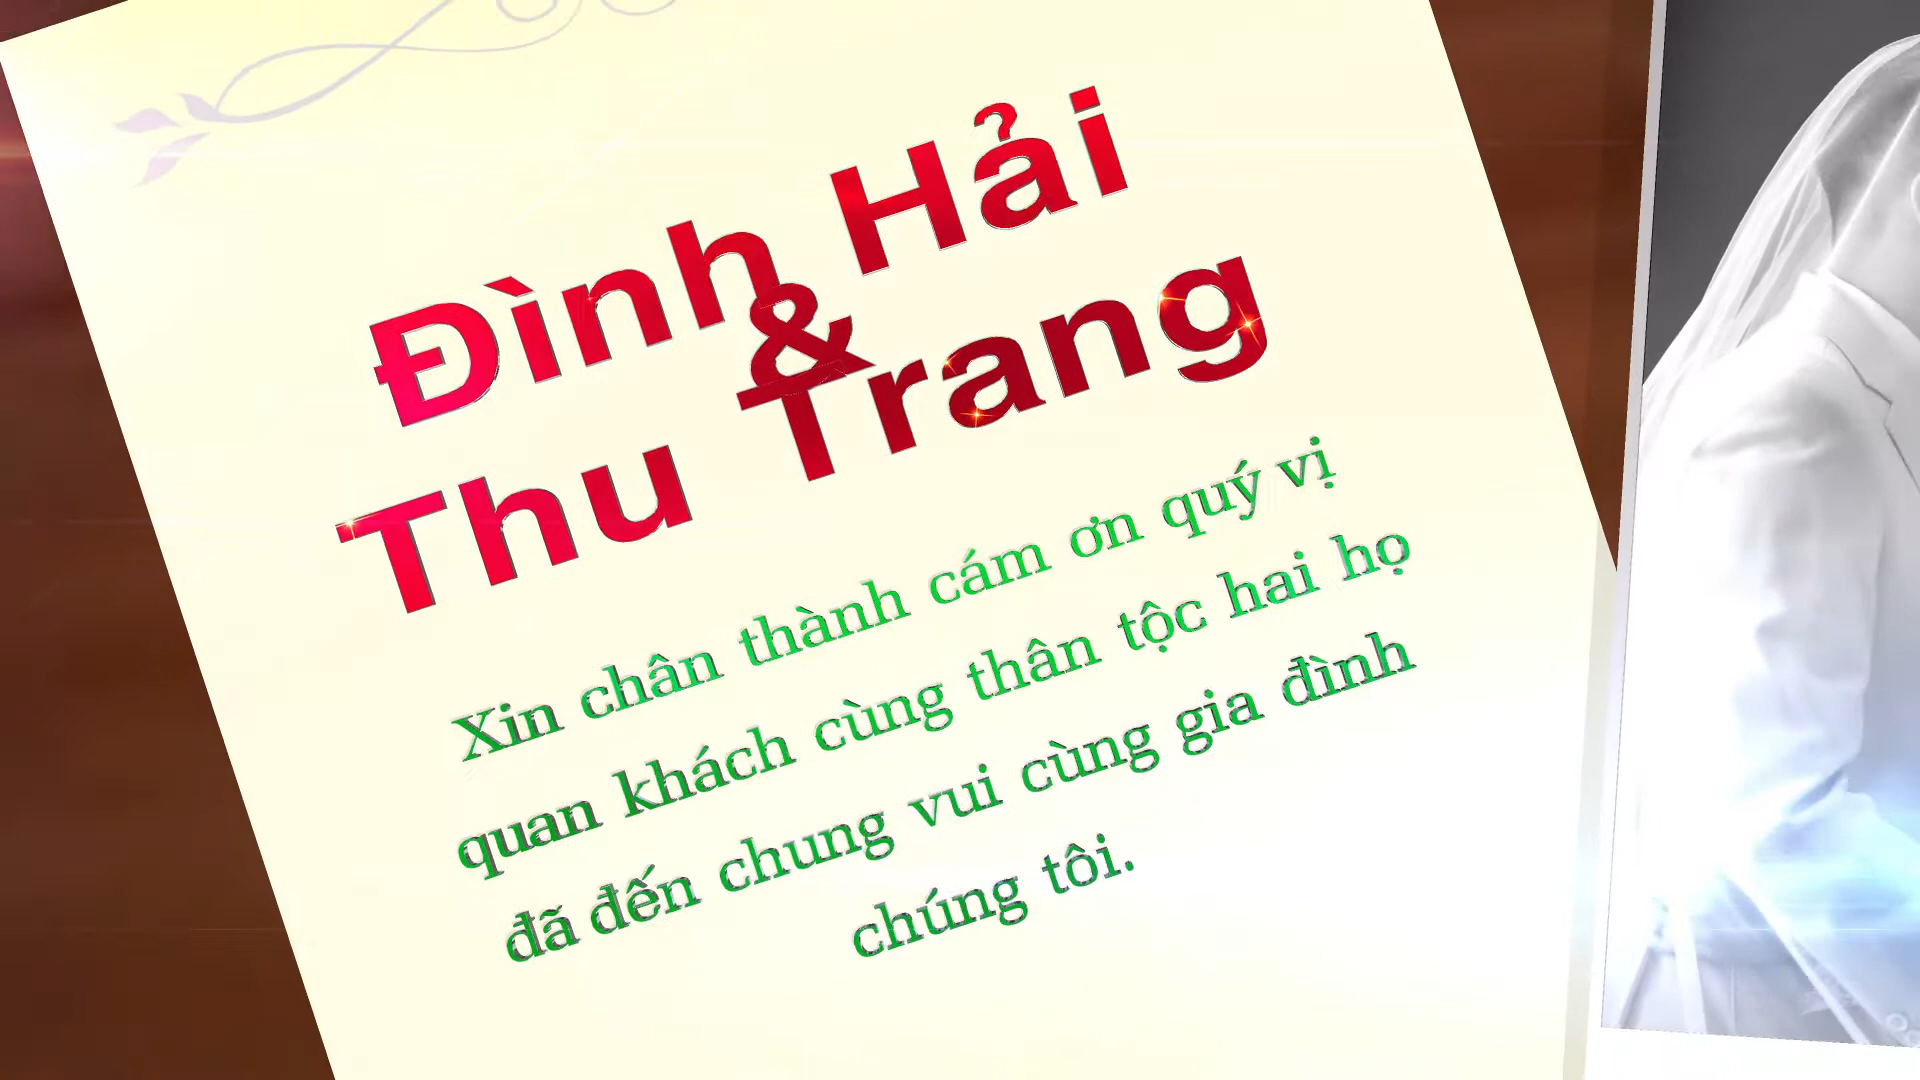 Đình Hải
&
Thu Trang
Xin chân thành cám ơn quý vị
quan khách cùng thân tộc hai họ
đã đến chung vui cùng gia đình
chúng tôi.